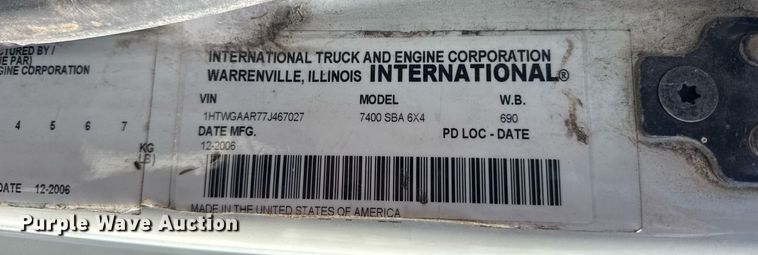 CTURED BY /
E PAR)
GINE CORPORATION
4 5 6 7
KG
LB)
DATE 12-2006
INTERNATIONAL TRUCK AND ENGINE CORPORATION
WARRENVILLE, ILLINOIS INTERNATIONAL®
VIN MODEL W.B.
1HTWGAAR77J467027 7400 SBA 6X4 690
DATE MFG. PD LOC - DATE
12-2006
MADE IN THE UNITED STATES OF AMERICA
Purple Wave Auction